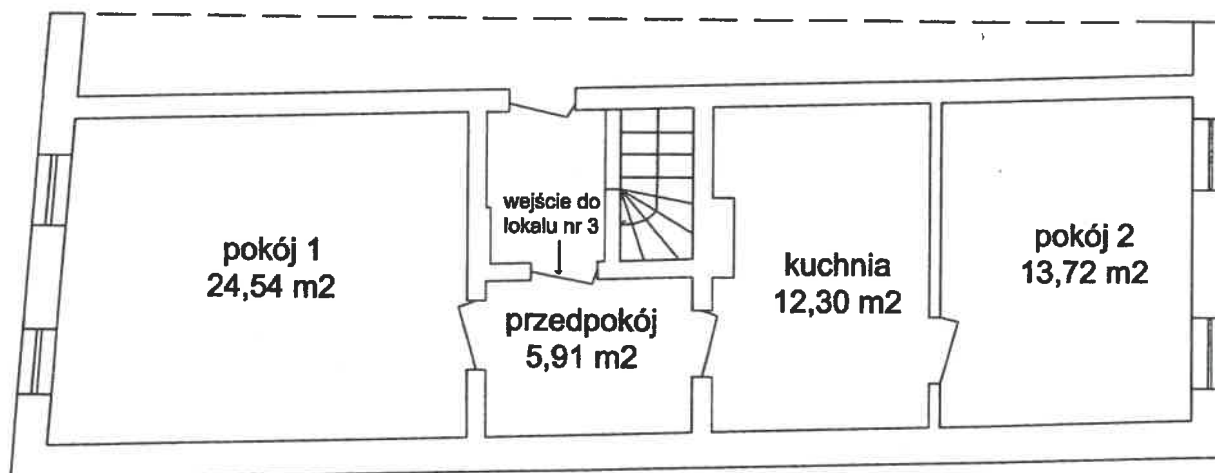 wejście do
lokalu nr 3
pokój 1
24,54 m2
przedpokój
5,91 m2
kuchnia
12,30 m2
pokój 2
13,72 m2